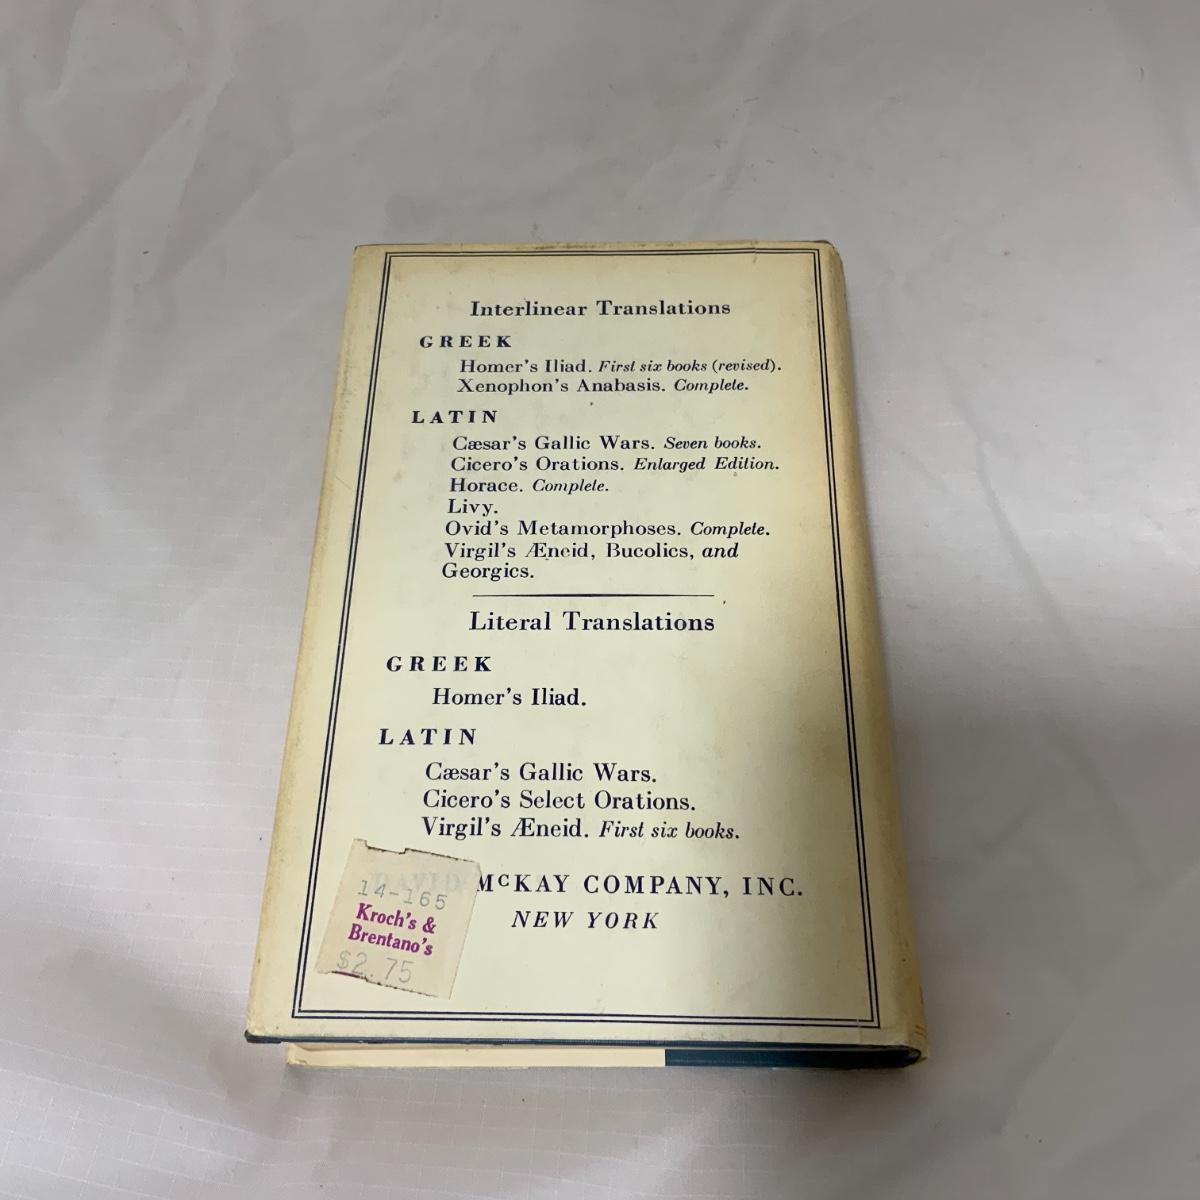 Interlinear Translations
GREEK
Homer's Iliad. First six books (revised).
Xenophon's Anabasis. Complete.
LATIN
Cæsar's Gallic Wars. Seven books.
Cicero's Orations. Enlarged Edition.
Horace. Complete.
Livy.
Ovid's Metamorphoses. Complete.
Virgil's Æneid, Bucolics, and
Georgics.
Literal Translations
GREEK
Homer's Iliad.
LATIN
Cæsar's Gallic Wars.
Cicero's Select Orations.
Virgil's Æneid. First six books.
DAVID McKAY COMPANY, INC.
NEW YORK
14-165
Kroch's &
Brentano's
$2.75